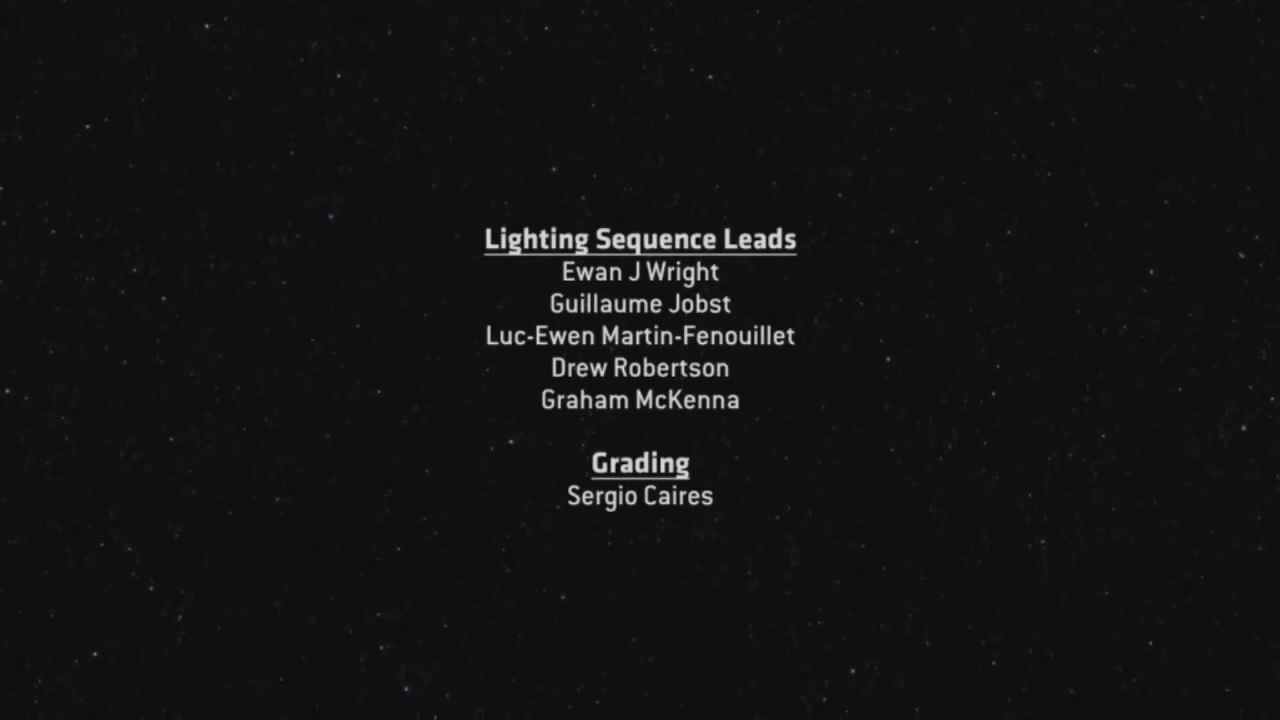 Lighting Sequence Leads
Ewan J Wright
Guillaume Jobst
Luc-Ewen Martin-Fenouillet
Drew Robertson
Graham McKenna
Grading
Sergio Caires